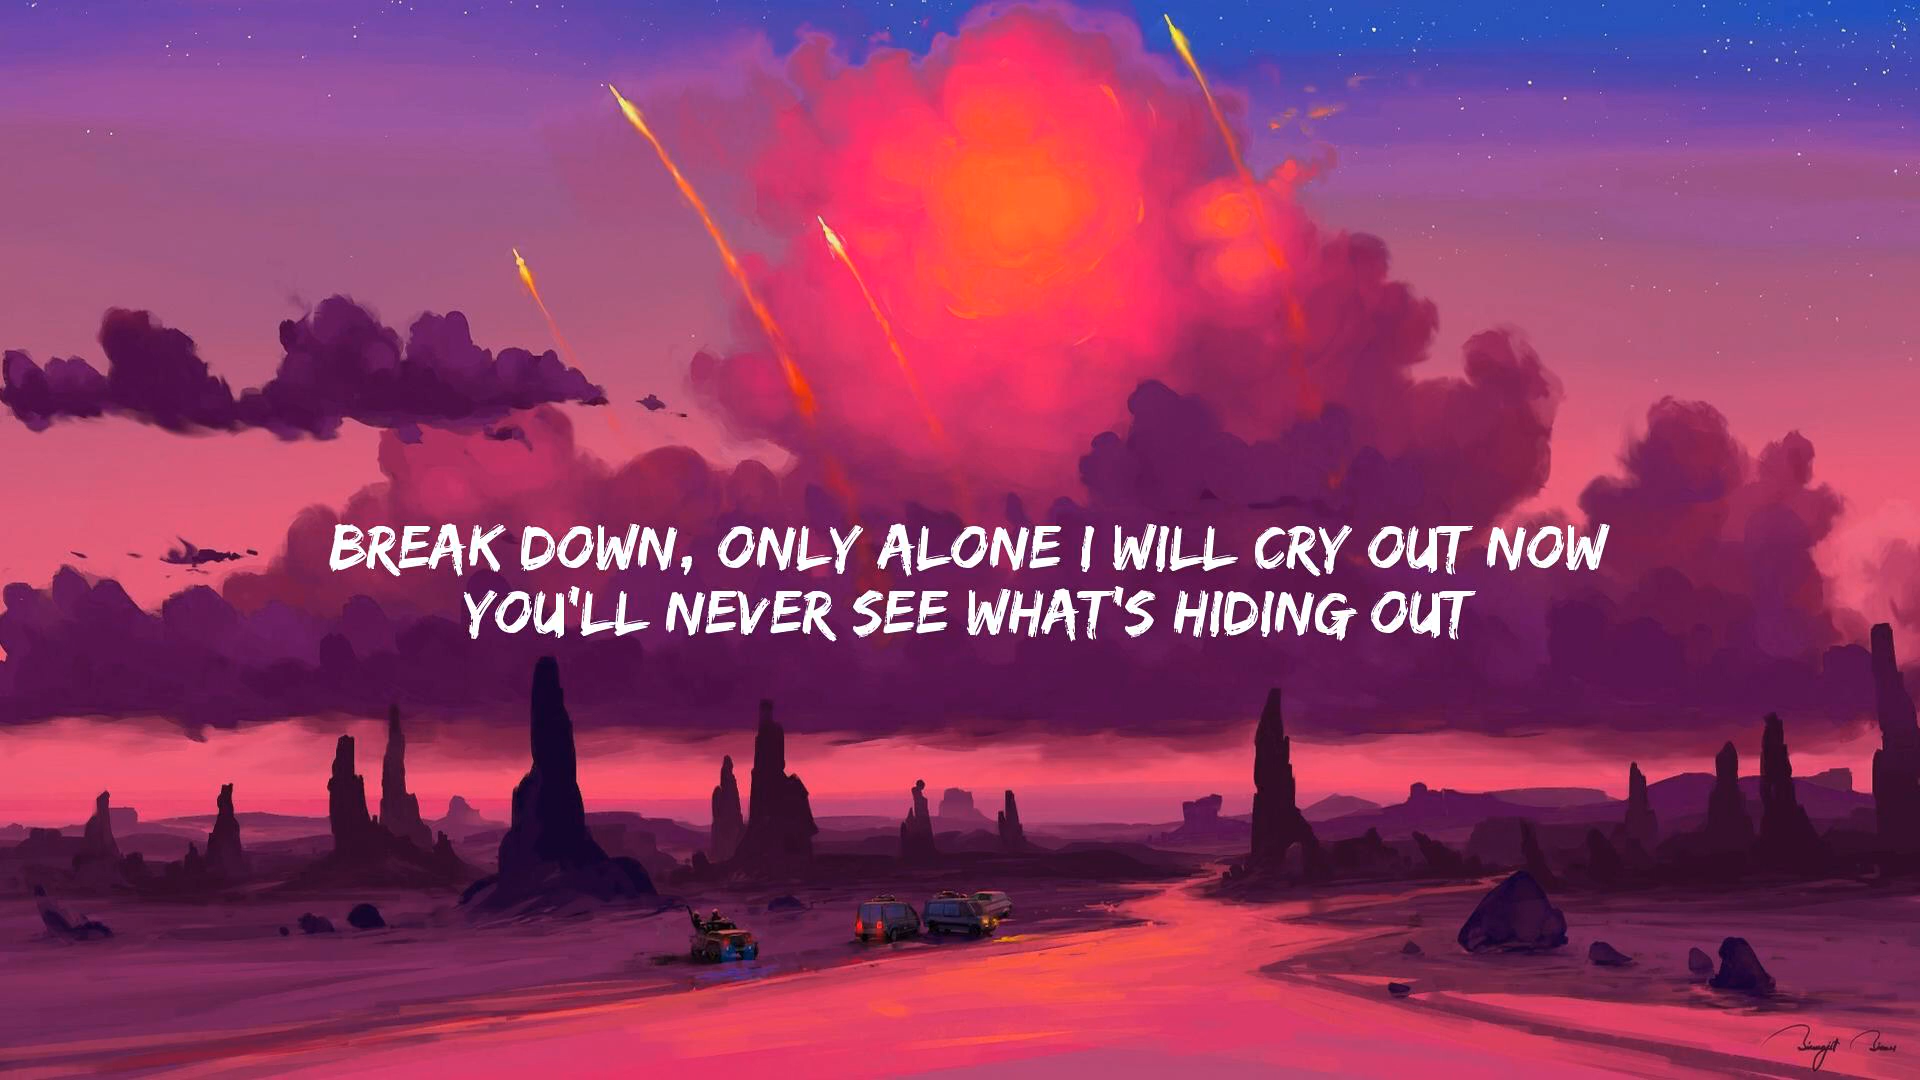 BREAK DOWN, ONLY ALONE I WILL CRY OUT NOW
YOU'LL NEVER SEE WHAT'S HIDING OUT